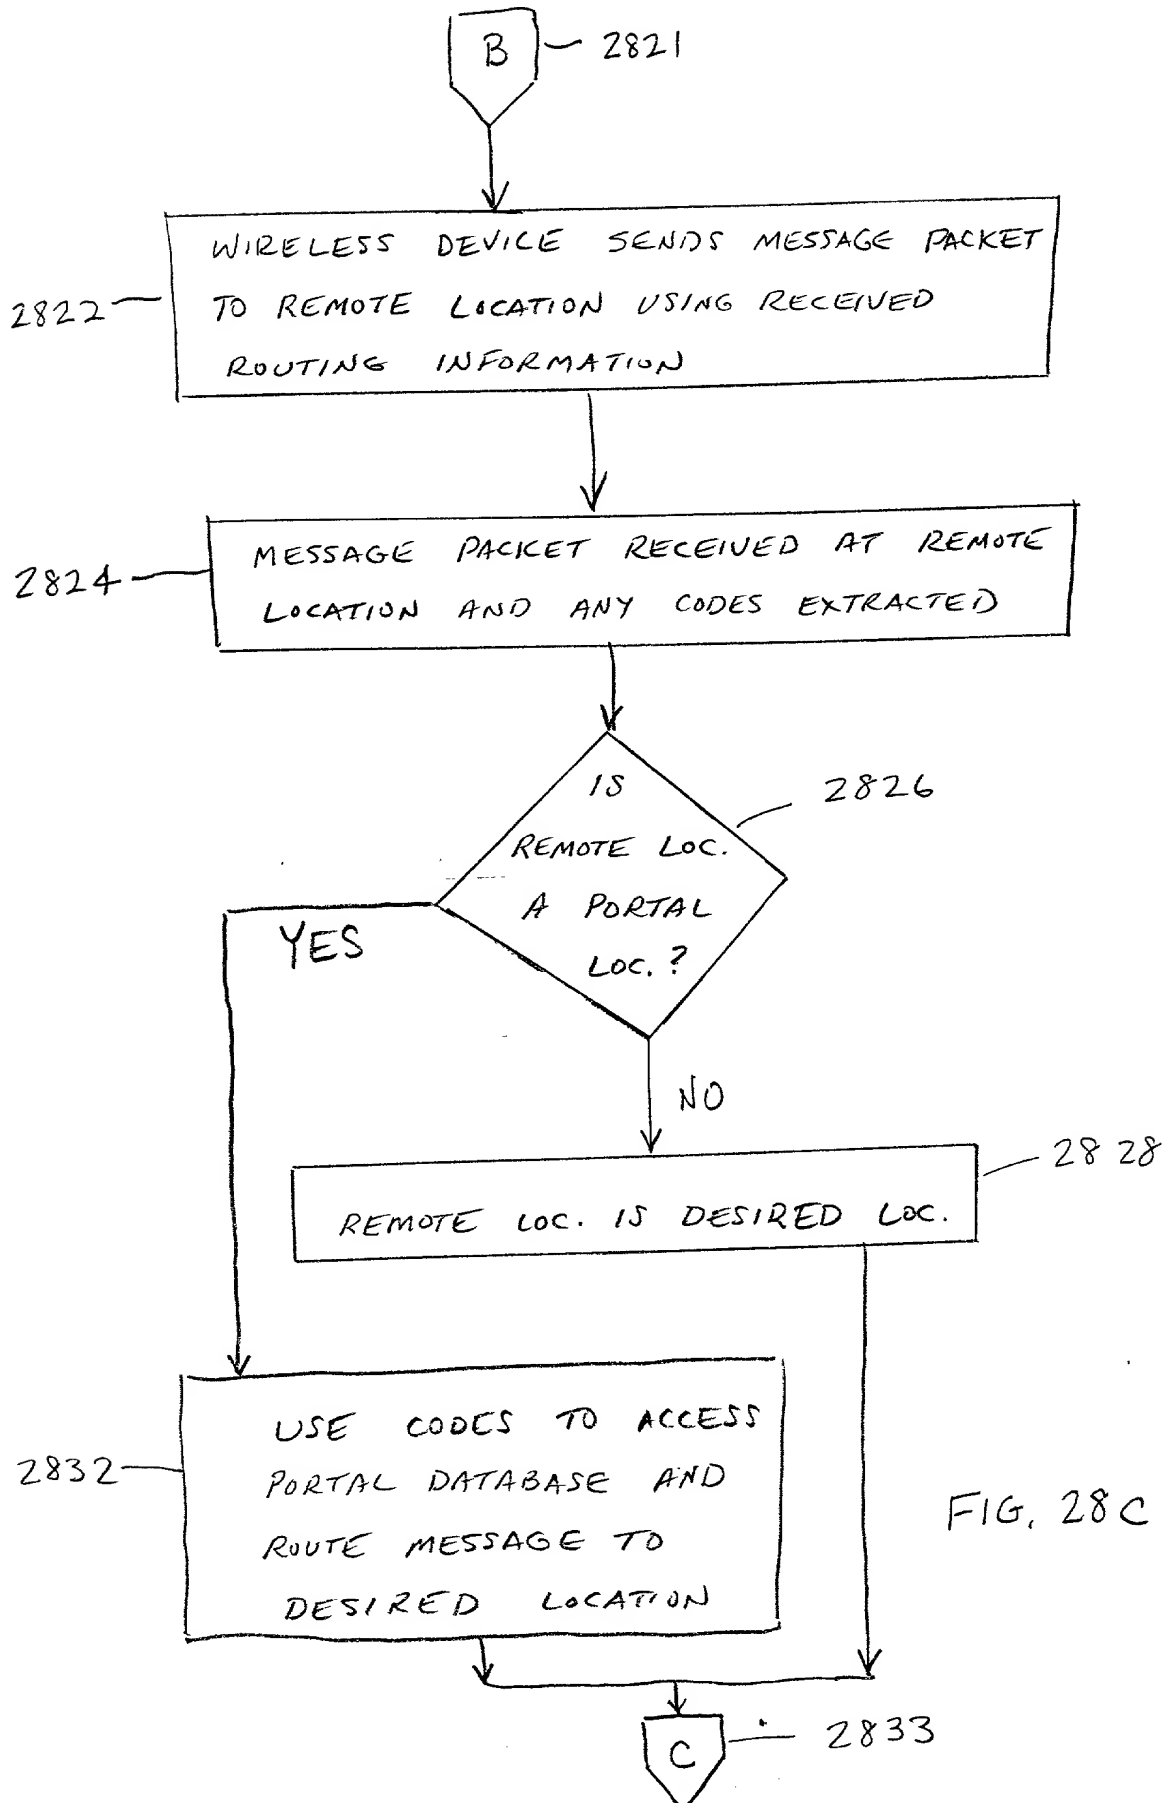 B
2821
WIRELESS DEVICE SENDS MESSAGE PACKET
2822
TO REMOTE LOCATION USING RECEIVED
ROUTING INFORMATION
MESSAGE PACKET RECEIVED AT REMOTE
2824
LOCATION AND ANY CODES EXTRACTED
IS
2826
REMOTE LOC.
A PORTAL
LOC.?
YES
NO
2828
REMOTE LOC. IS DESIRED LOC.
USE CODES TO ACCESS
2832
PORTAL DATABASE AND
ROUTE MESSAGE TO
DESIRED LOCATION
FIG. 28C
C
2833